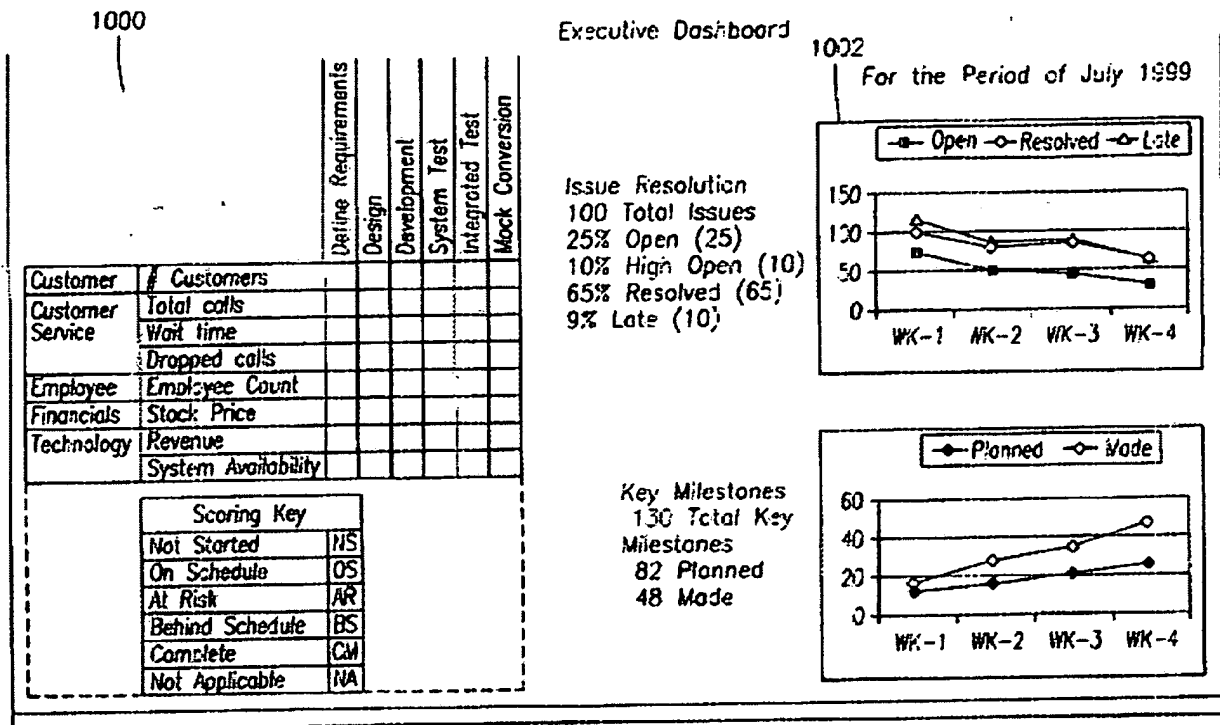 1000
Executive Dashboard
1002
For the Period of July 1999
Define Requirements
Design
Development
System Test
Integrated Test
Mock Conversion
Customer # Customers
Customer Service Total calls
Wait time
Dropped calls
Employee Employee Count
Financials Stock Price
Technology Revenue
System Availability
Scoring Key
Not Started NS
On Schedule OS
At Risk AR
Behind Schedule BS
Complete CM
Not Applicable NA
Issue Resolution
100 Total Issues
25% Open (25)
10% High Open (10)
65% Resolved (65)
9% Late (10)
Open Resolved Late
150
100
50
0
WK-1 WK-2 WK-3 WK-4
Key Milestones
130 Total Key
Milestones
82 Planned
48 Made
Planned Made
60
40
20
0
WK-1 WK-2 WK-3 WK-4